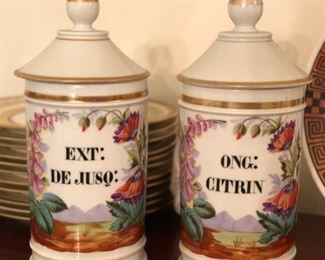 EXT:
DE JUSQ:
ONG:
CITRIN